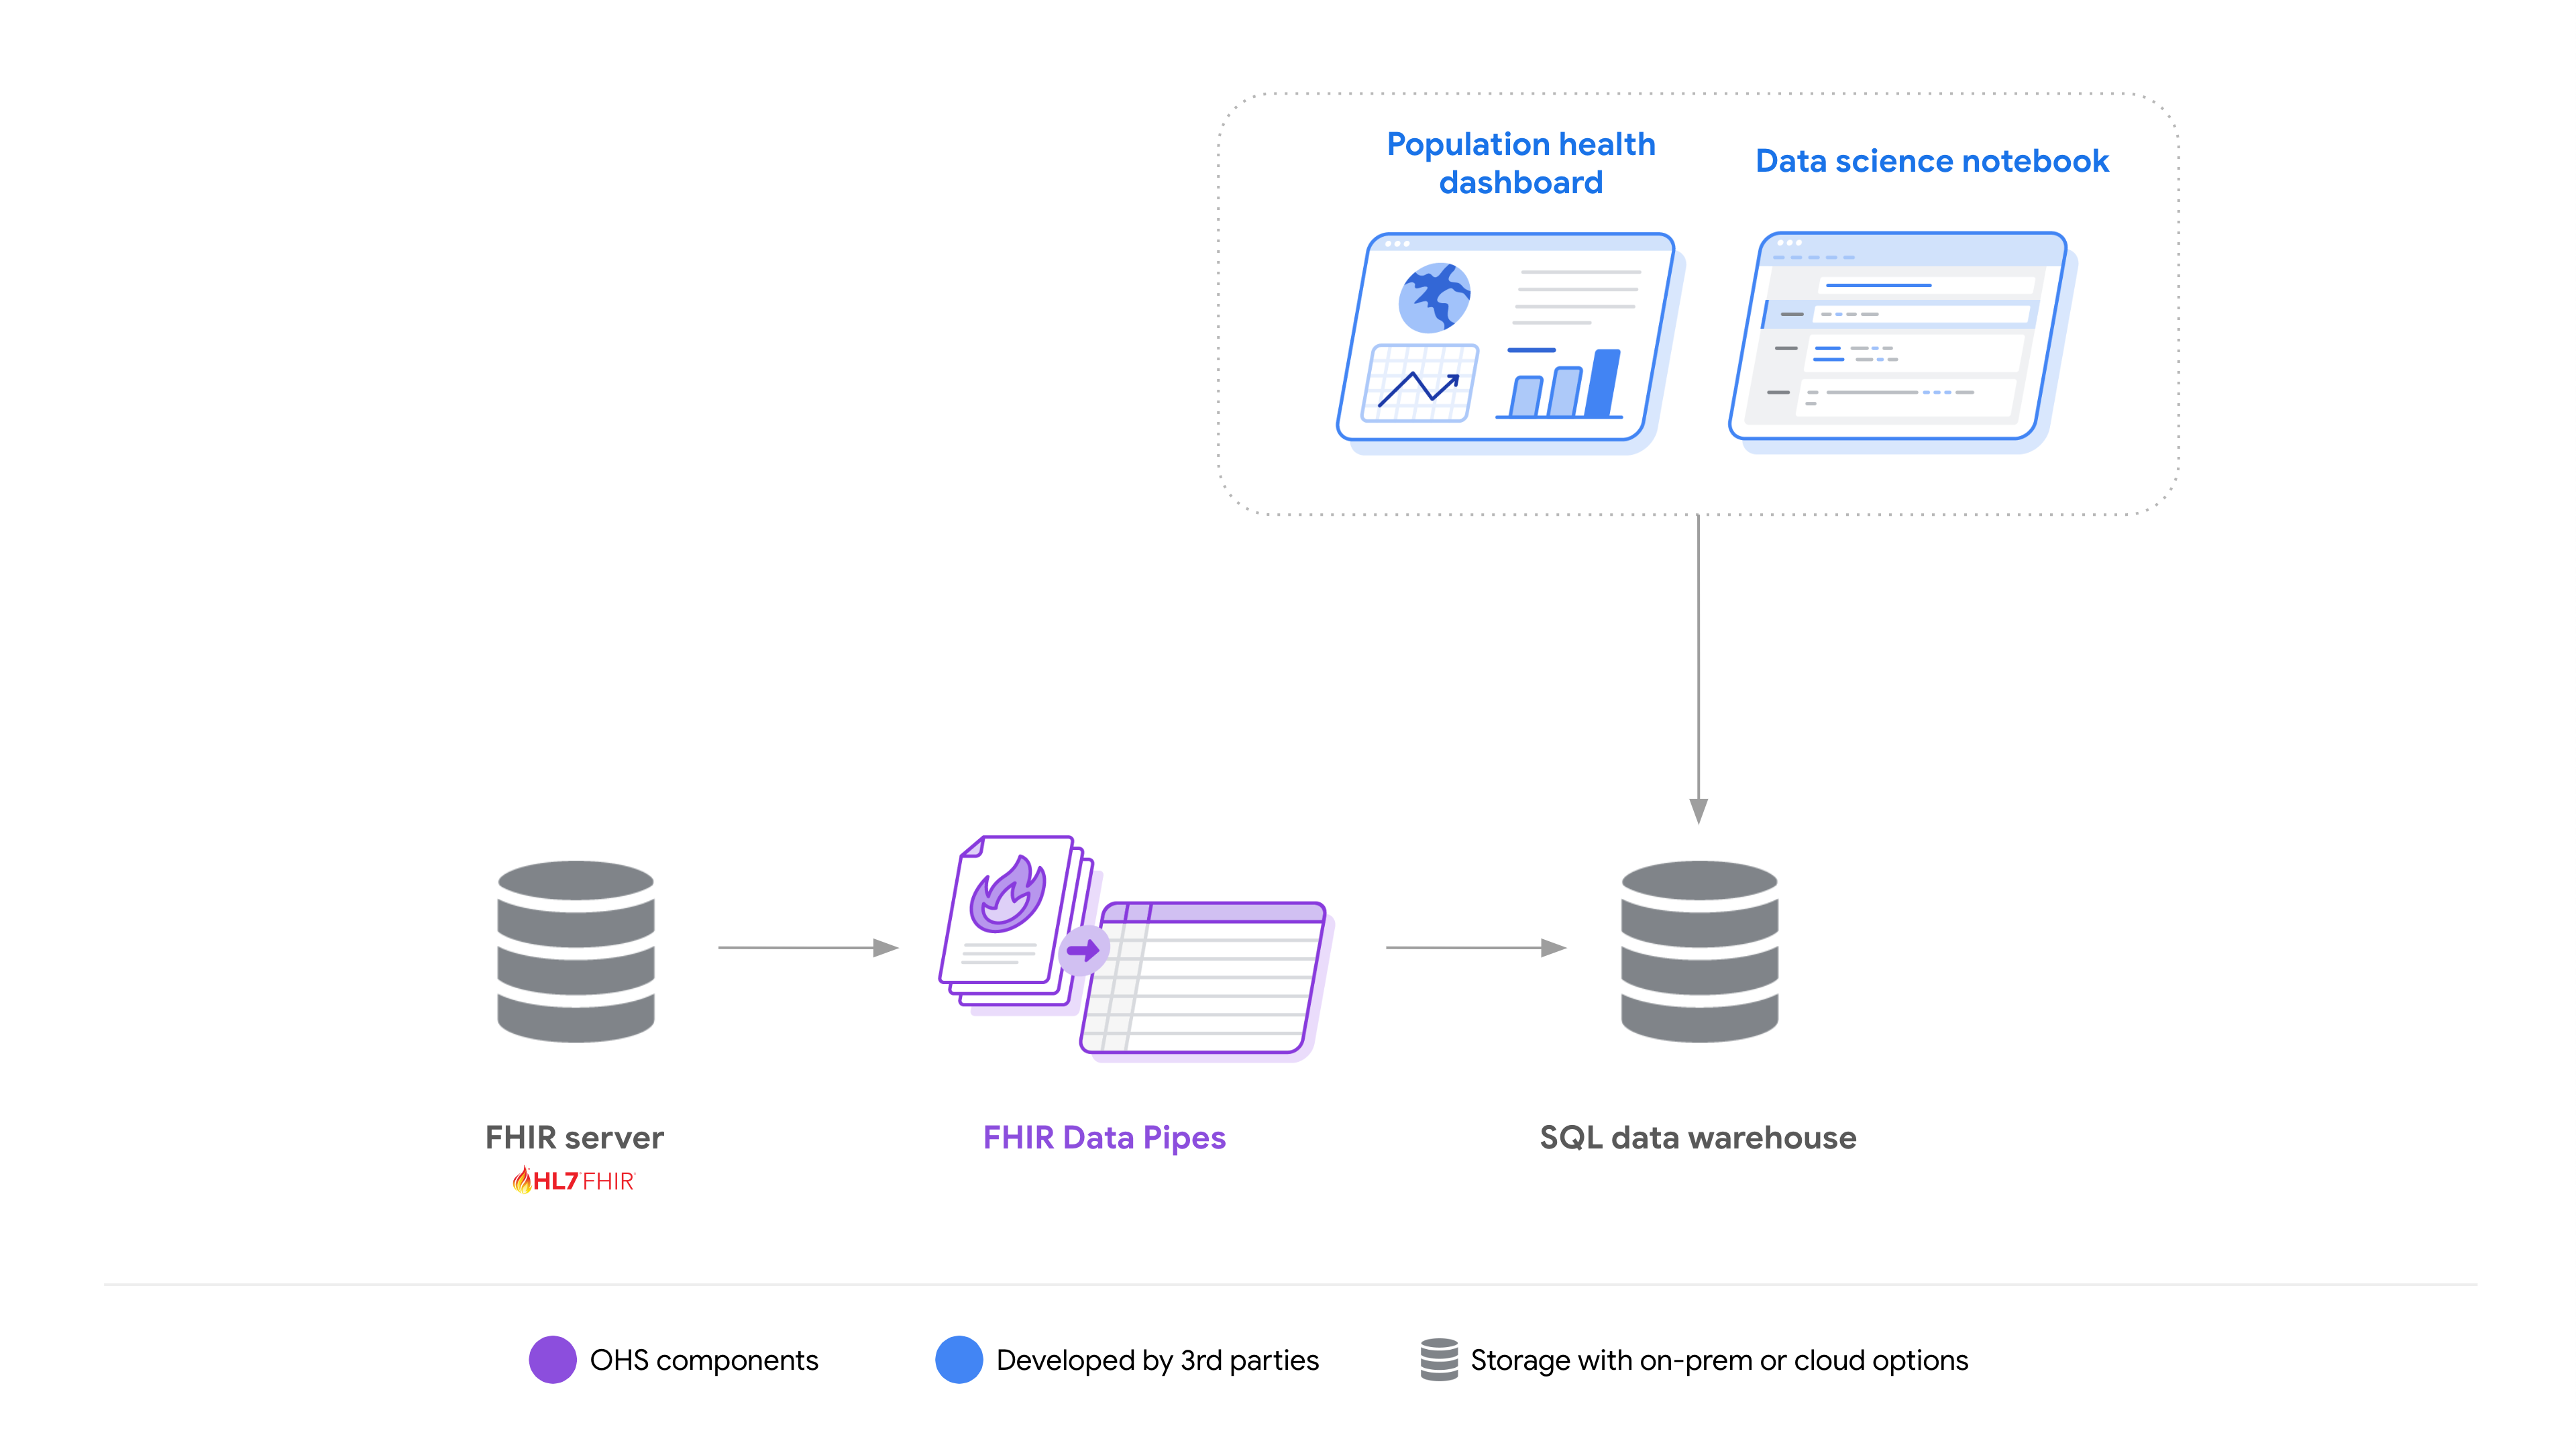 Population health
dashboard
Data science notebook
FHIR server
HL7 FHIR
FHIR Data Pipes
SQL data warehouse
OHS components
Developed by 3rd parties
Storage with on-prem or cloud options